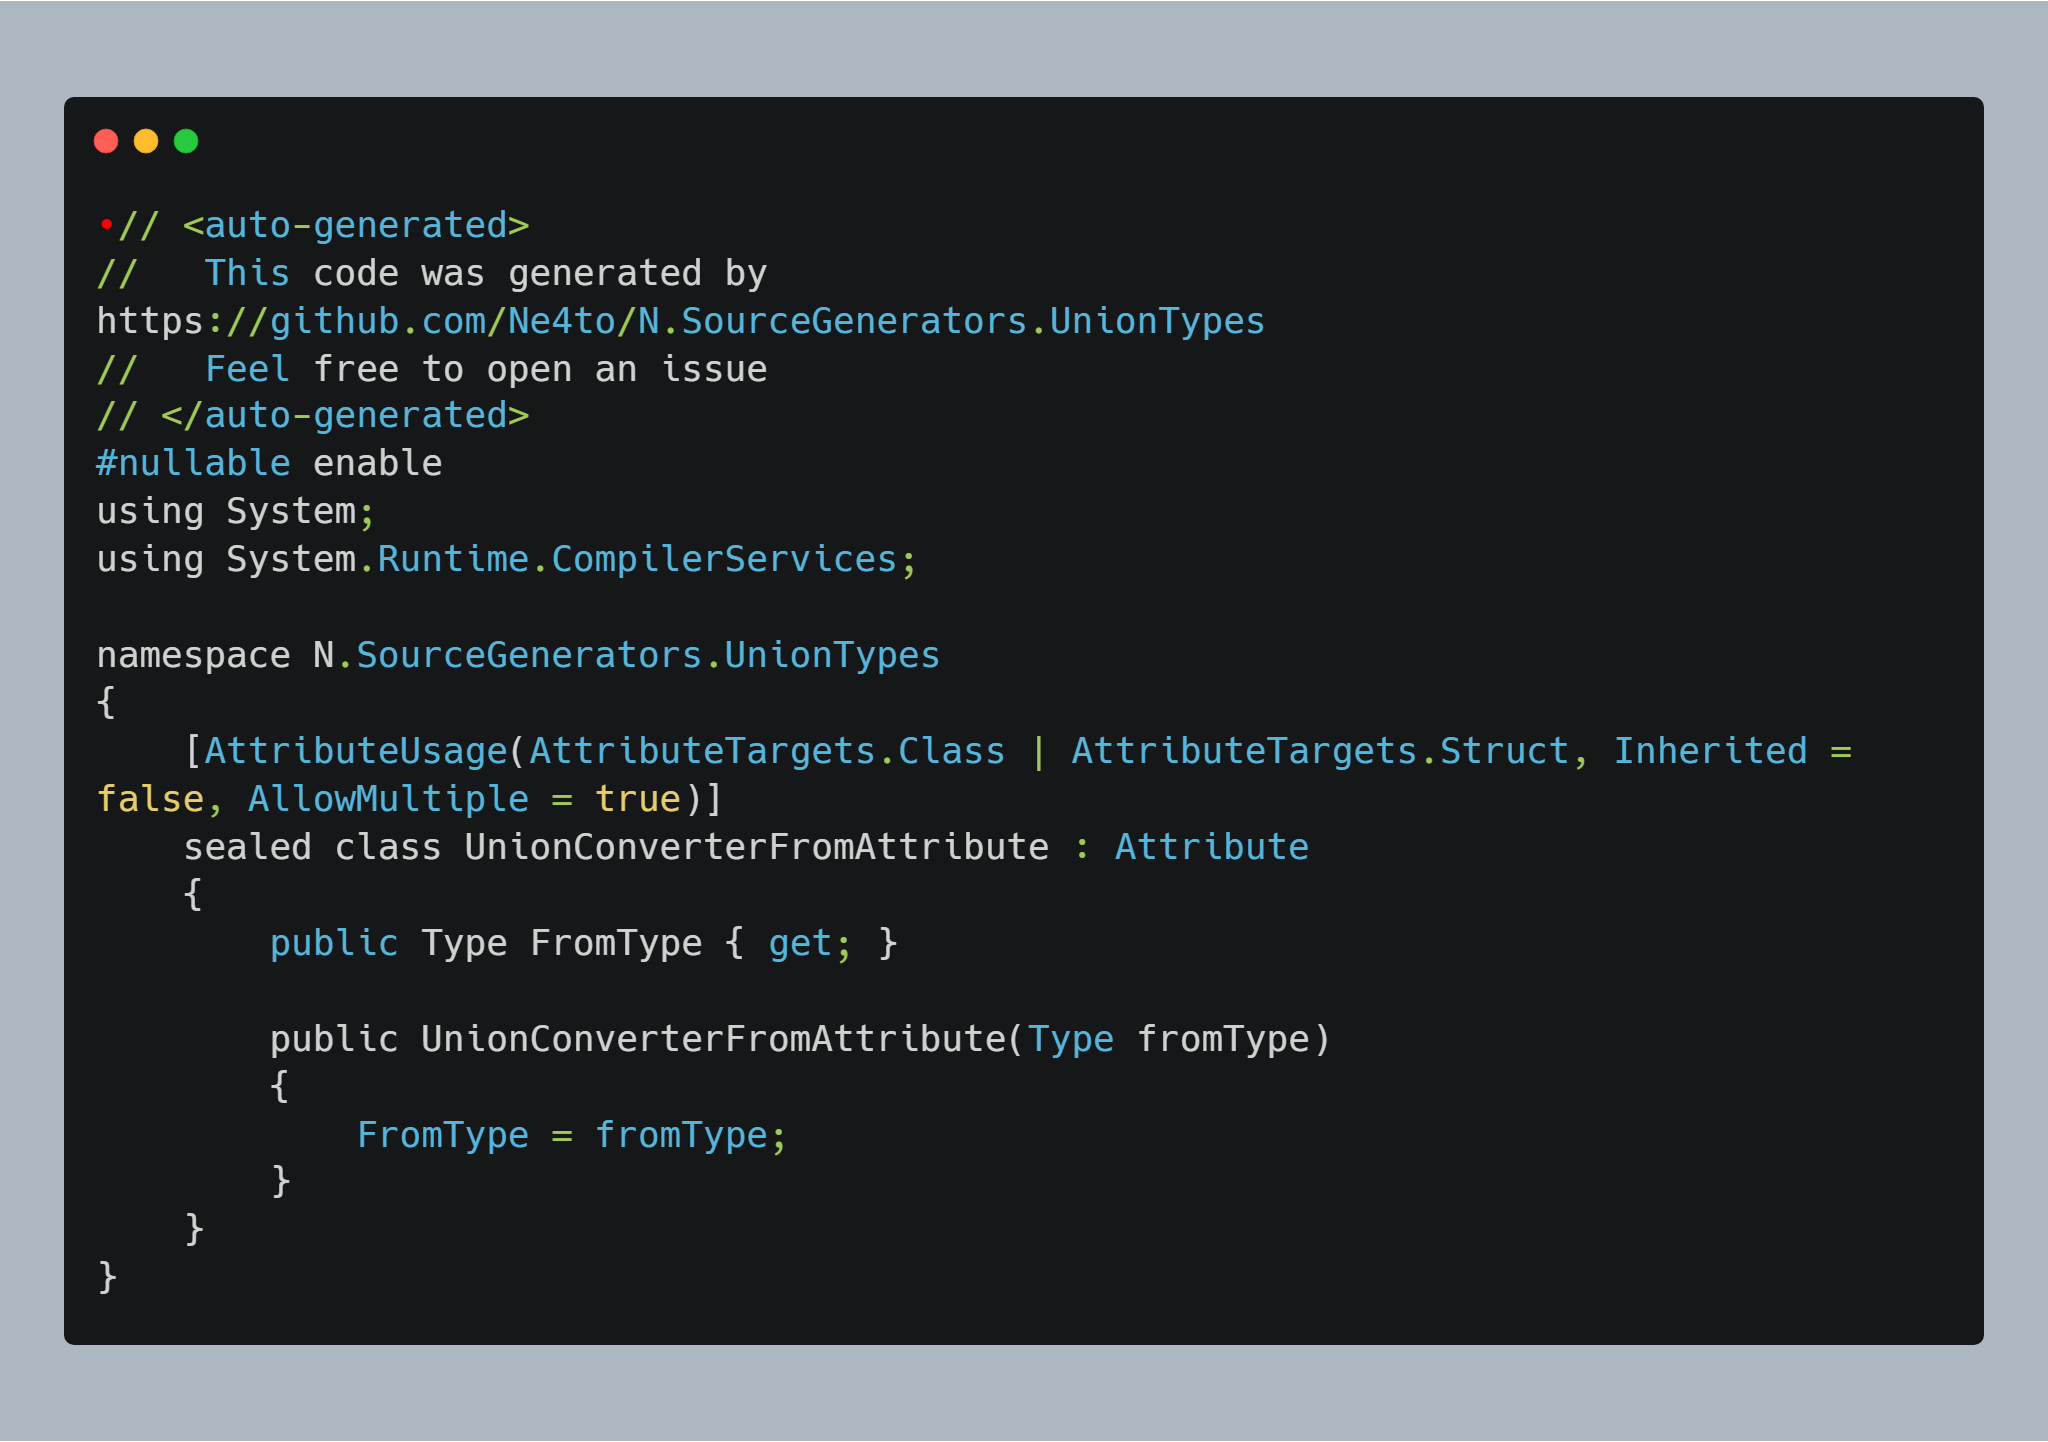 •// <auto-generated>
//   This code was generated by
https://github.com/Ne4to/N.SourceGenerators.UnionTypes
//   Feel free to open an issue
// </auto-generated>
#nullable enable
using System;
using System.Runtime.CompilerServices;

namespace N.SourceGenerators.UnionTypes
{
    [AttributeUsage(AttributeTargets.Class | AttributeTargets.Struct, Inherited =
false, AllowMultiple = true)]
    sealed class UnionConverterFromAttribute : Attribute
    {
        public Type FromType { get; }

        public UnionConverterFromAttribute(Type fromType)
        {
            FromType = fromType;
        }
    }
}